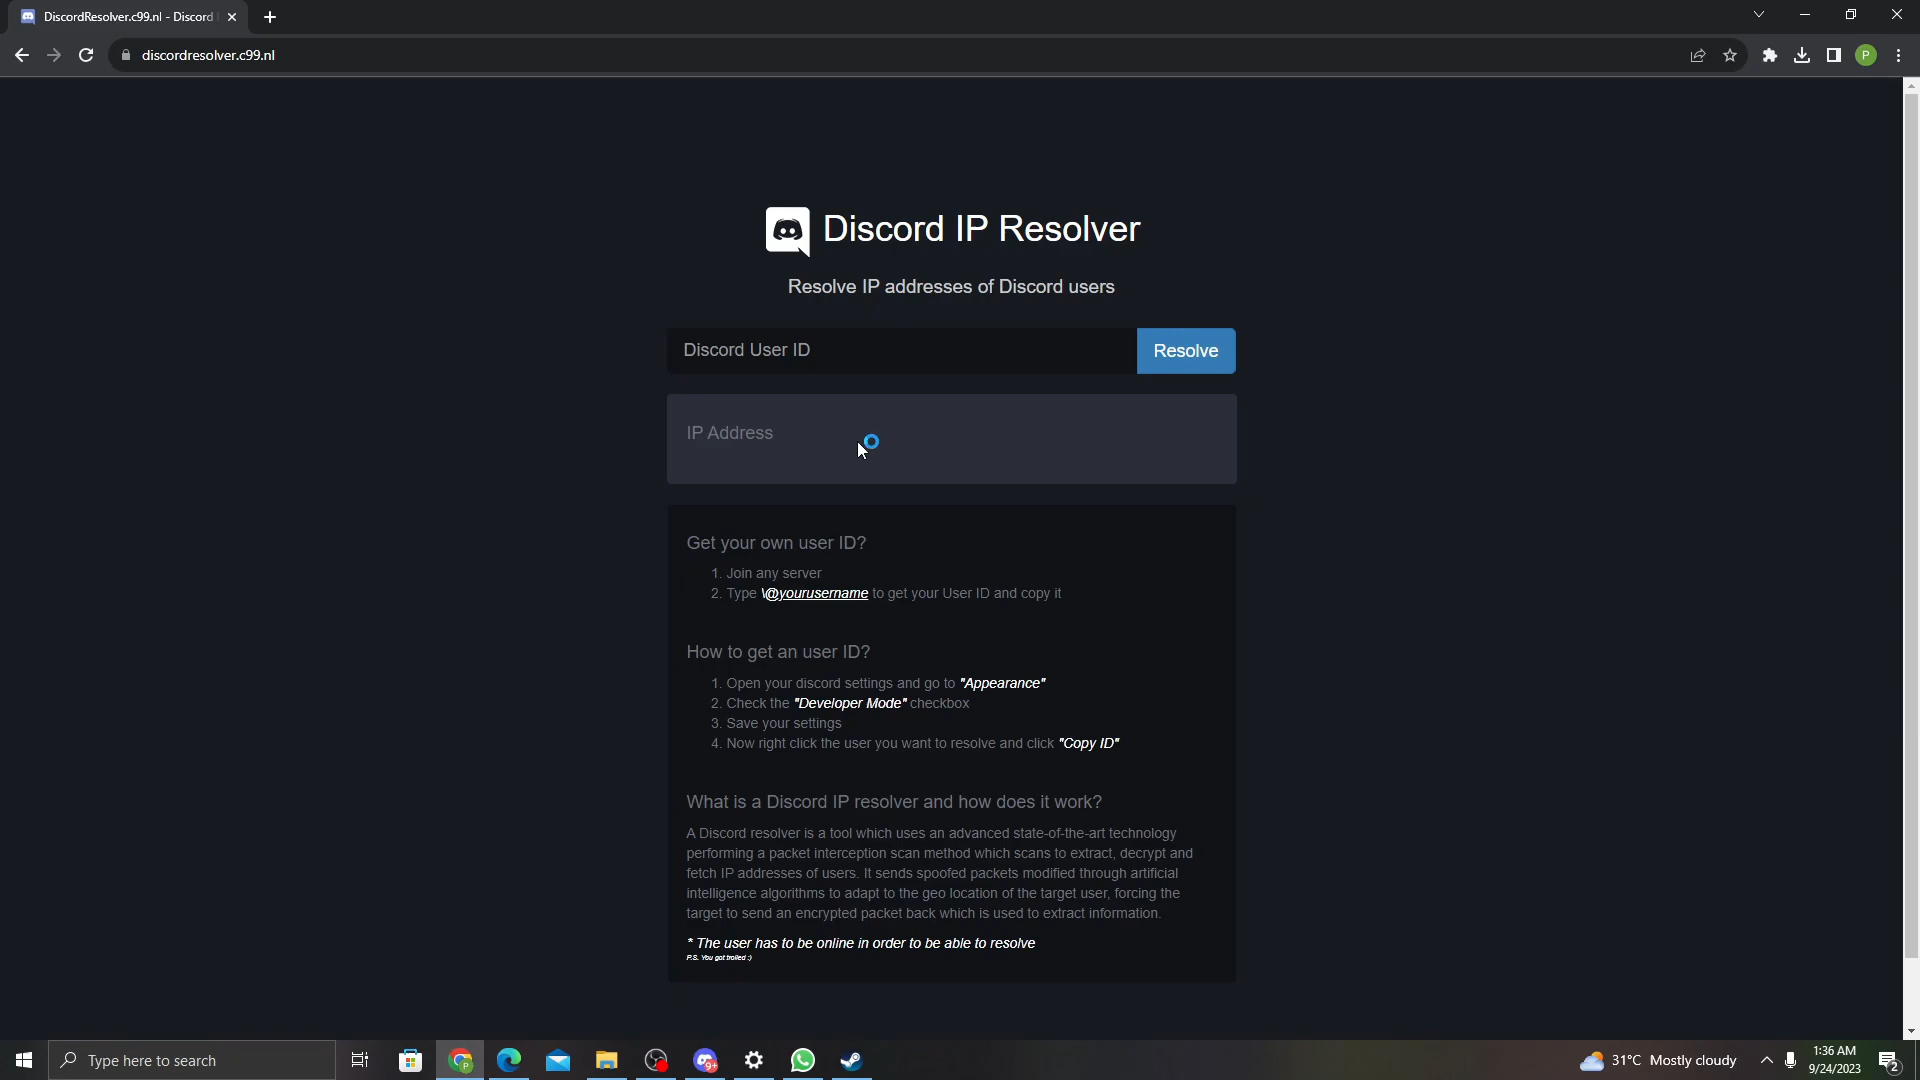 DiscordResolver.c99.nl - Discord
discordresolver.c99.nl
P
Discord IP Resolver
Resolve IP addresses of Discord users
Discord User ID
Resolve
IP Address
Get your own user ID?
1. Join any server
2. Type \@yourusername to get your User ID and copy it
How to get an user ID?
1. Open your discord settings and go to "Appearance"
2. Check the "Developer Mode" checkbox
3. Save your settings
4. Now right click the user you want to resolve and click "Copy ID"
What is a Discord IP resolver and how does it work?
A Discord resolver is a tool which uses an advanced state-of-the-art technology
performing a packet interception scan method which scans to extract, decrypt and
fetch IP addresses of users. It sends spoofed packets modified through artificial
intelligence algorithms to adapt to the geo location of the target user, forcing the
target to send an encrypted packet back which is used to extract information.
* The user has to be online in order to be able to resolve
P.S. You got trolled :)
Type here to search
P
9+
31°C Mostly cloudy
1:36 AM
9/24/2023
2